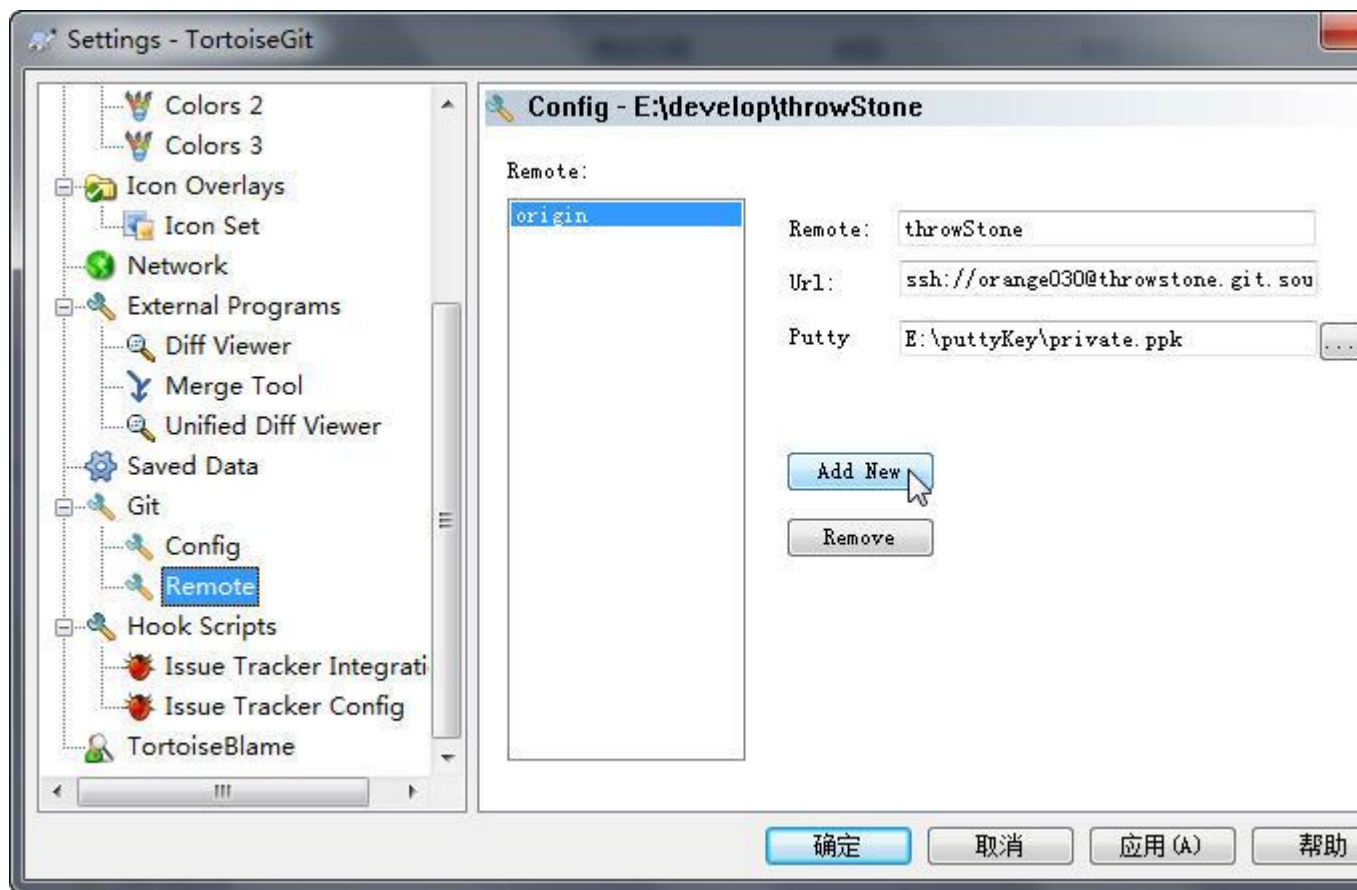 Settings - TortoiseGit
Colors 2
Colors 3
Icon Overlays
Icon Set
Network
External Programs
Diff Viewer
Merge Tool
Unified Diff Viewer
Saved Data
Git
Config
Remote
Hook Scripts
Issue Tracker Integrati
Issue Tracker Config
TortoiseBlame
Config - E:\develop\throwStone
Remote:
origin
Remote: throwStone
Url: ssh://orange030@throwstone.git.sou
Putty E:\puttyKey\private.ppk ...
Add New
Remove
确定 取消 应用(A) 帮助